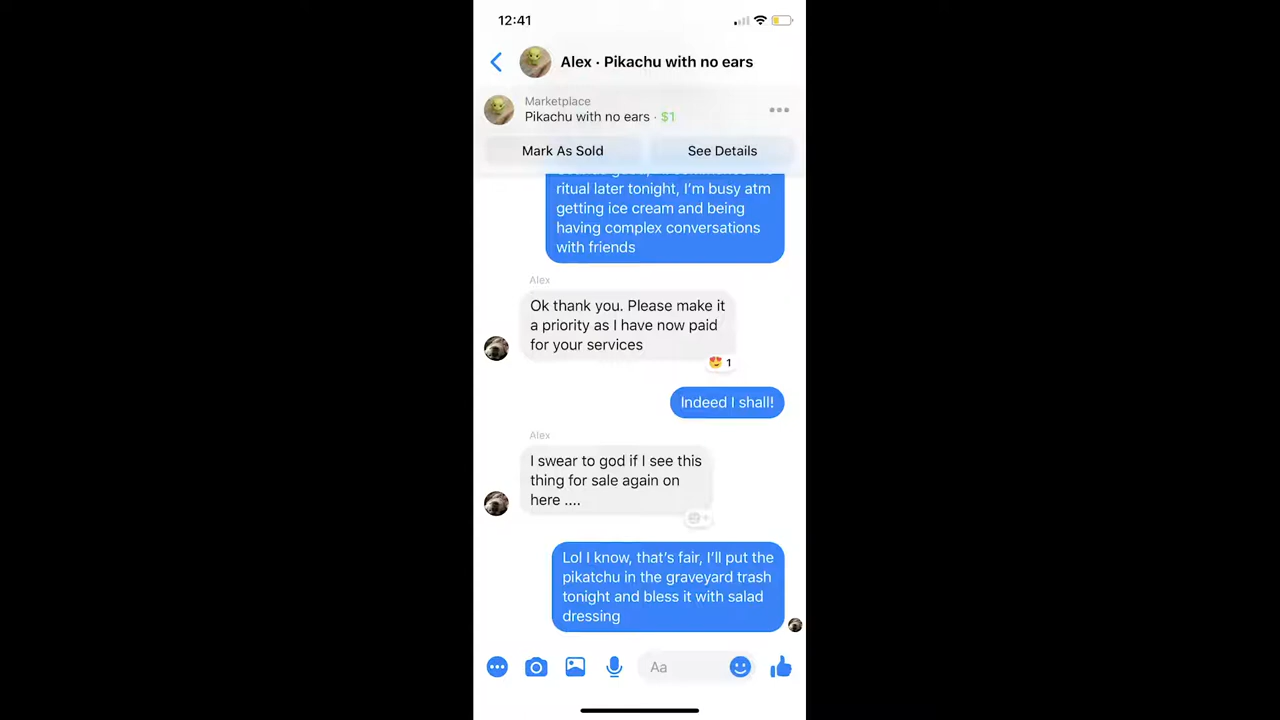 12:41
Alex · Pikachu with no ears
Marketplace
Pikachu with no ears · $1
Mark As Sold
See Details
ritual later tonight, I'm busy atm
getting ice cream and being
having complex conversations
with friends
Alex
Ok thank you. Please make it
a priority as I have now paid
for your services
1
Indeed I shall!
Alex
I swear to god if I see this
thing for sale again on
here ....
Lol I know, that's fair, I'll put the
pikatchu in the graveyard trash
tonight and bless it with salad
dressing
Aa